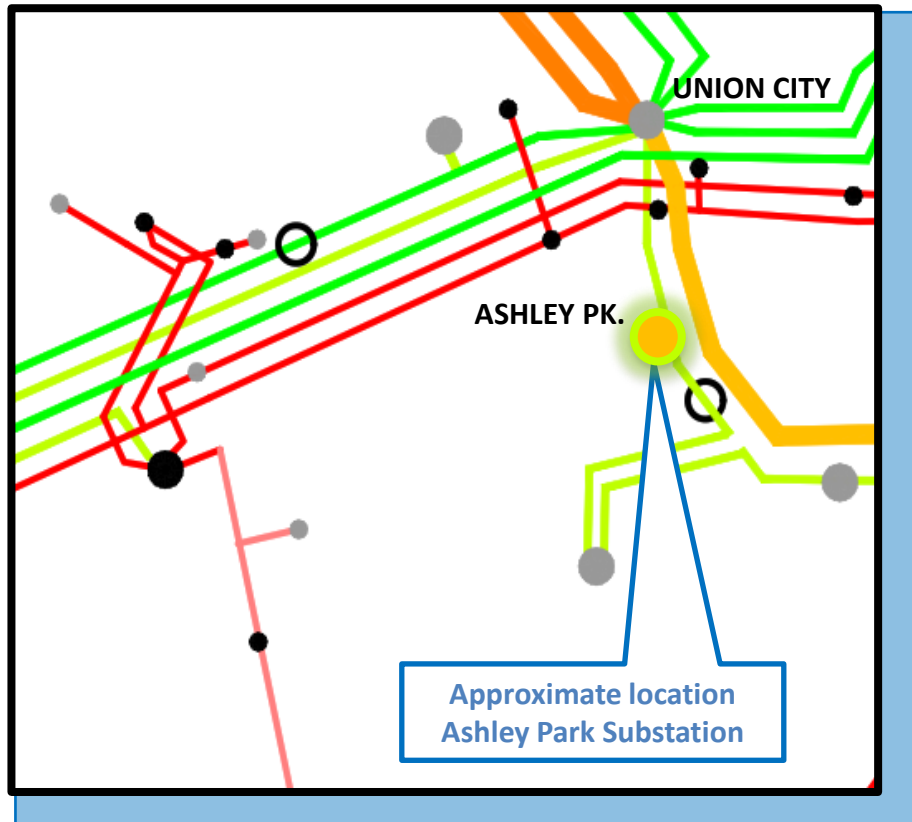 UNION CITY
ASHLEY PK.
Approximate location
Ashley Park Substation